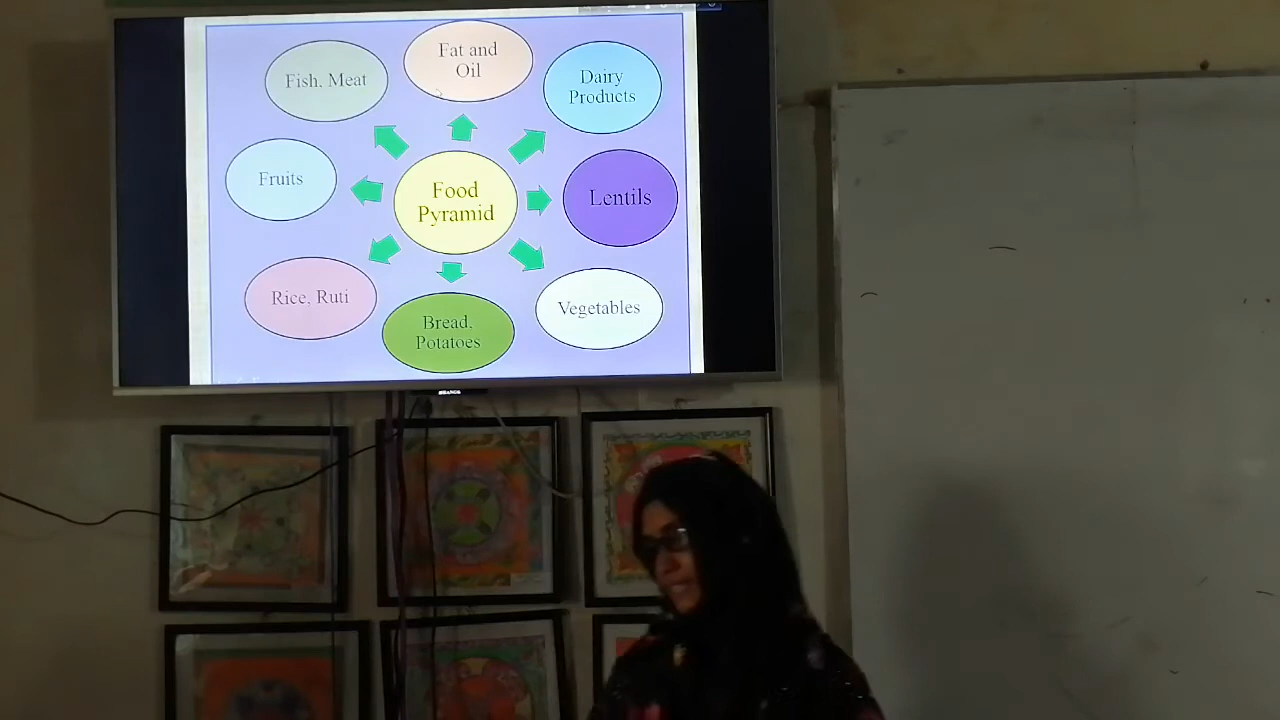 Fat and
Oil
Fish. Meat
Dairy
Products
Fruits
Food
Pyramid
Lentils
Rice, Ruti
Bread.
Potatoes
Vegetables